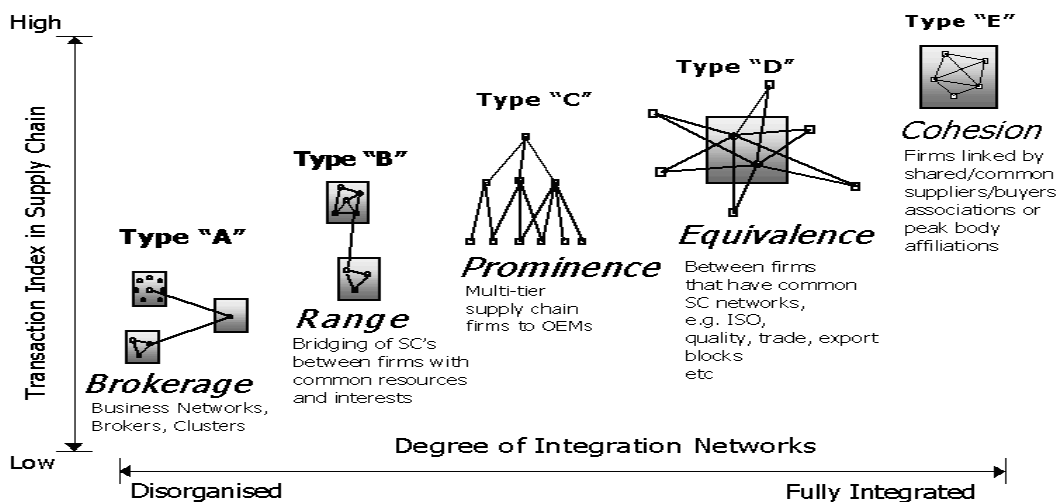 High
Transaction Index in Supply Chain
Low
Type “A”
Brokerage
Business Networks,
Brokers, Clusters
Type “B”
Range
Bridging of SC’s
between firms with
common resources
and interests
Type “C”
Prominence
Multi-tier
supply chain
firms to OEMs
Type “D”
Equivalence
Between firms
that have common
SC networks,
e.g. ISO,
quality, trade, export
blocks
etc
Type “E”
Cohesion
Firms linked by
shared/common
suppliers/buyers
associations or
peak body
affiliations
Degree of Integration Networks
Disorganised
Fully Integrated